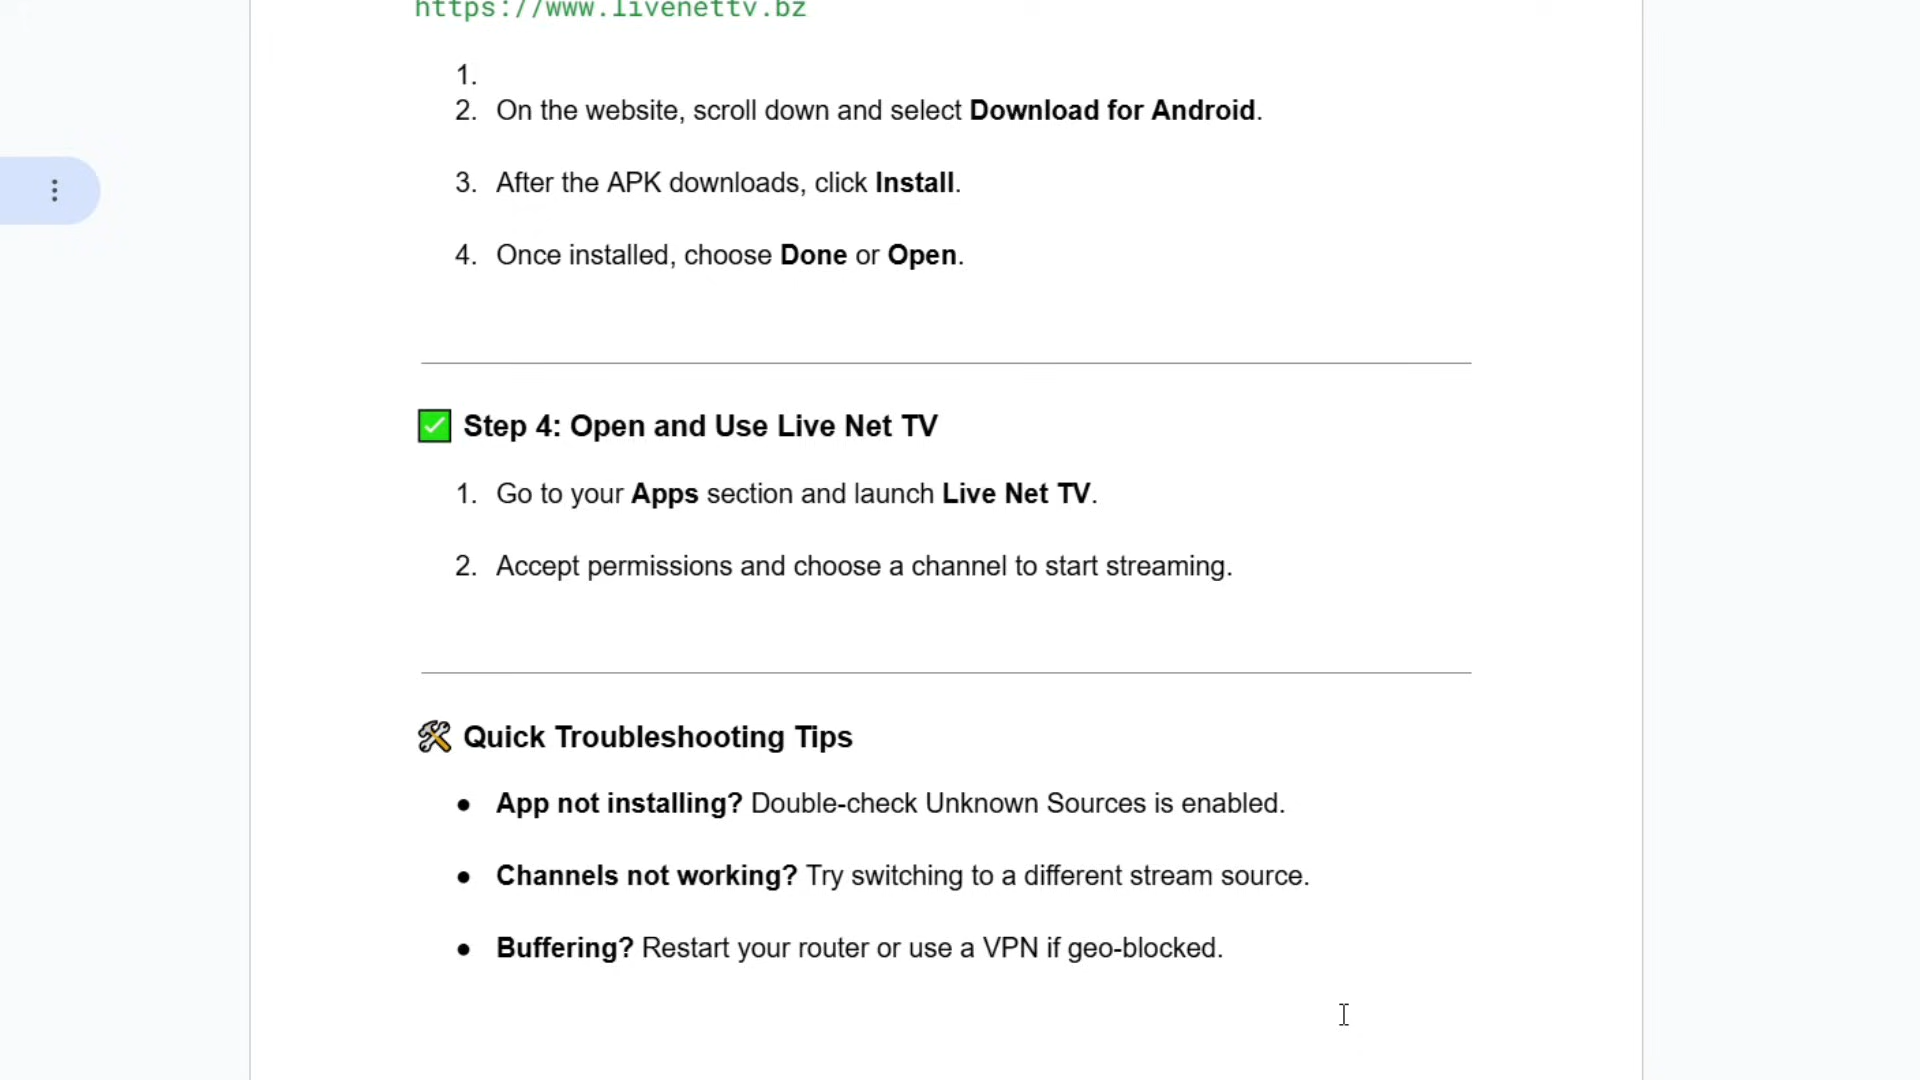 https://www.livenettv.bz
1.
2. On the website, scroll down and select Download for Android.
3. After the APK downloads, click Install.
4. Once installed, choose Done or Open.
✅ Step 4: Open and Use Live Net TV
1. Go to your Apps section and launch Live Net TV.
2. Accept permissions and choose a channel to start streaming.
🛠 Quick Troubleshooting Tips
● App not installing? Double-check Unknown Sources is enabled.
● Channels not working? Try switching to a different stream source.
● Buffering? Restart your router or use a VPN if geo-blocked.